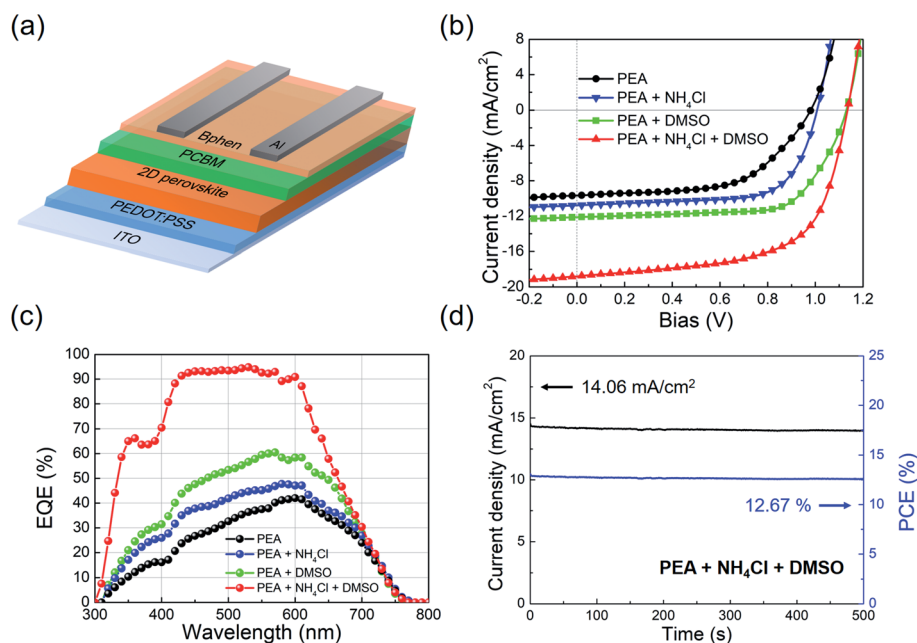 (a)
Bphen
Al
PCBM
2D perovskite
PEDOT:PSS
ITO
(b)
Current density (mA/cm²)
8
4
0
-4
-8
-12
-16
-20
PEA
PEA + NH₄Cl
PEA + DMSO
PEA + NH₄Cl + DMSO
-0.2 0.0 0.2 0.4 0.6 0.8 1.0 1.2
Bias (V)
(c)
EQE (%)
100
90
80
70
60
50
40
30
20
10
0
PEA
PEA + NH₄Cl
PEA + DMSO
PEA + NH₄Cl + DMSO
300 400 500 600 700 800
Wavelength (nm)
(d)
Current density (mA/cm²)
20
15
10
5
0
14.06 mA/cm²
12.67 %
PEA + NH₄Cl + DMSO
25
20
15
10
5
0
PCE (%)
0 100 200 300 400 500
Time (s)